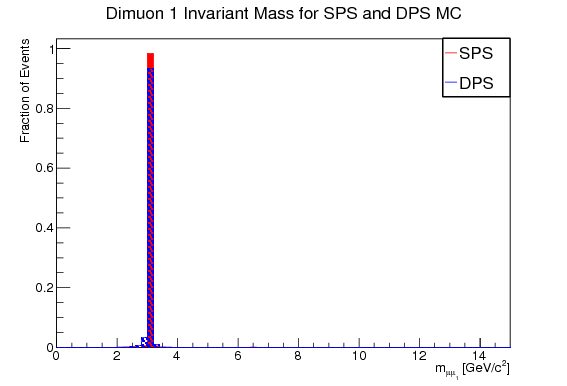 Dimuon 1 Invariant Mass for SPS and DPS MC
Fraction of Events
1
0.8
0.6
0.4
0.2
0
SPS
DPS
0 2 4 6 8 10 12 14
m_{μμ_1} [GeV/c²]